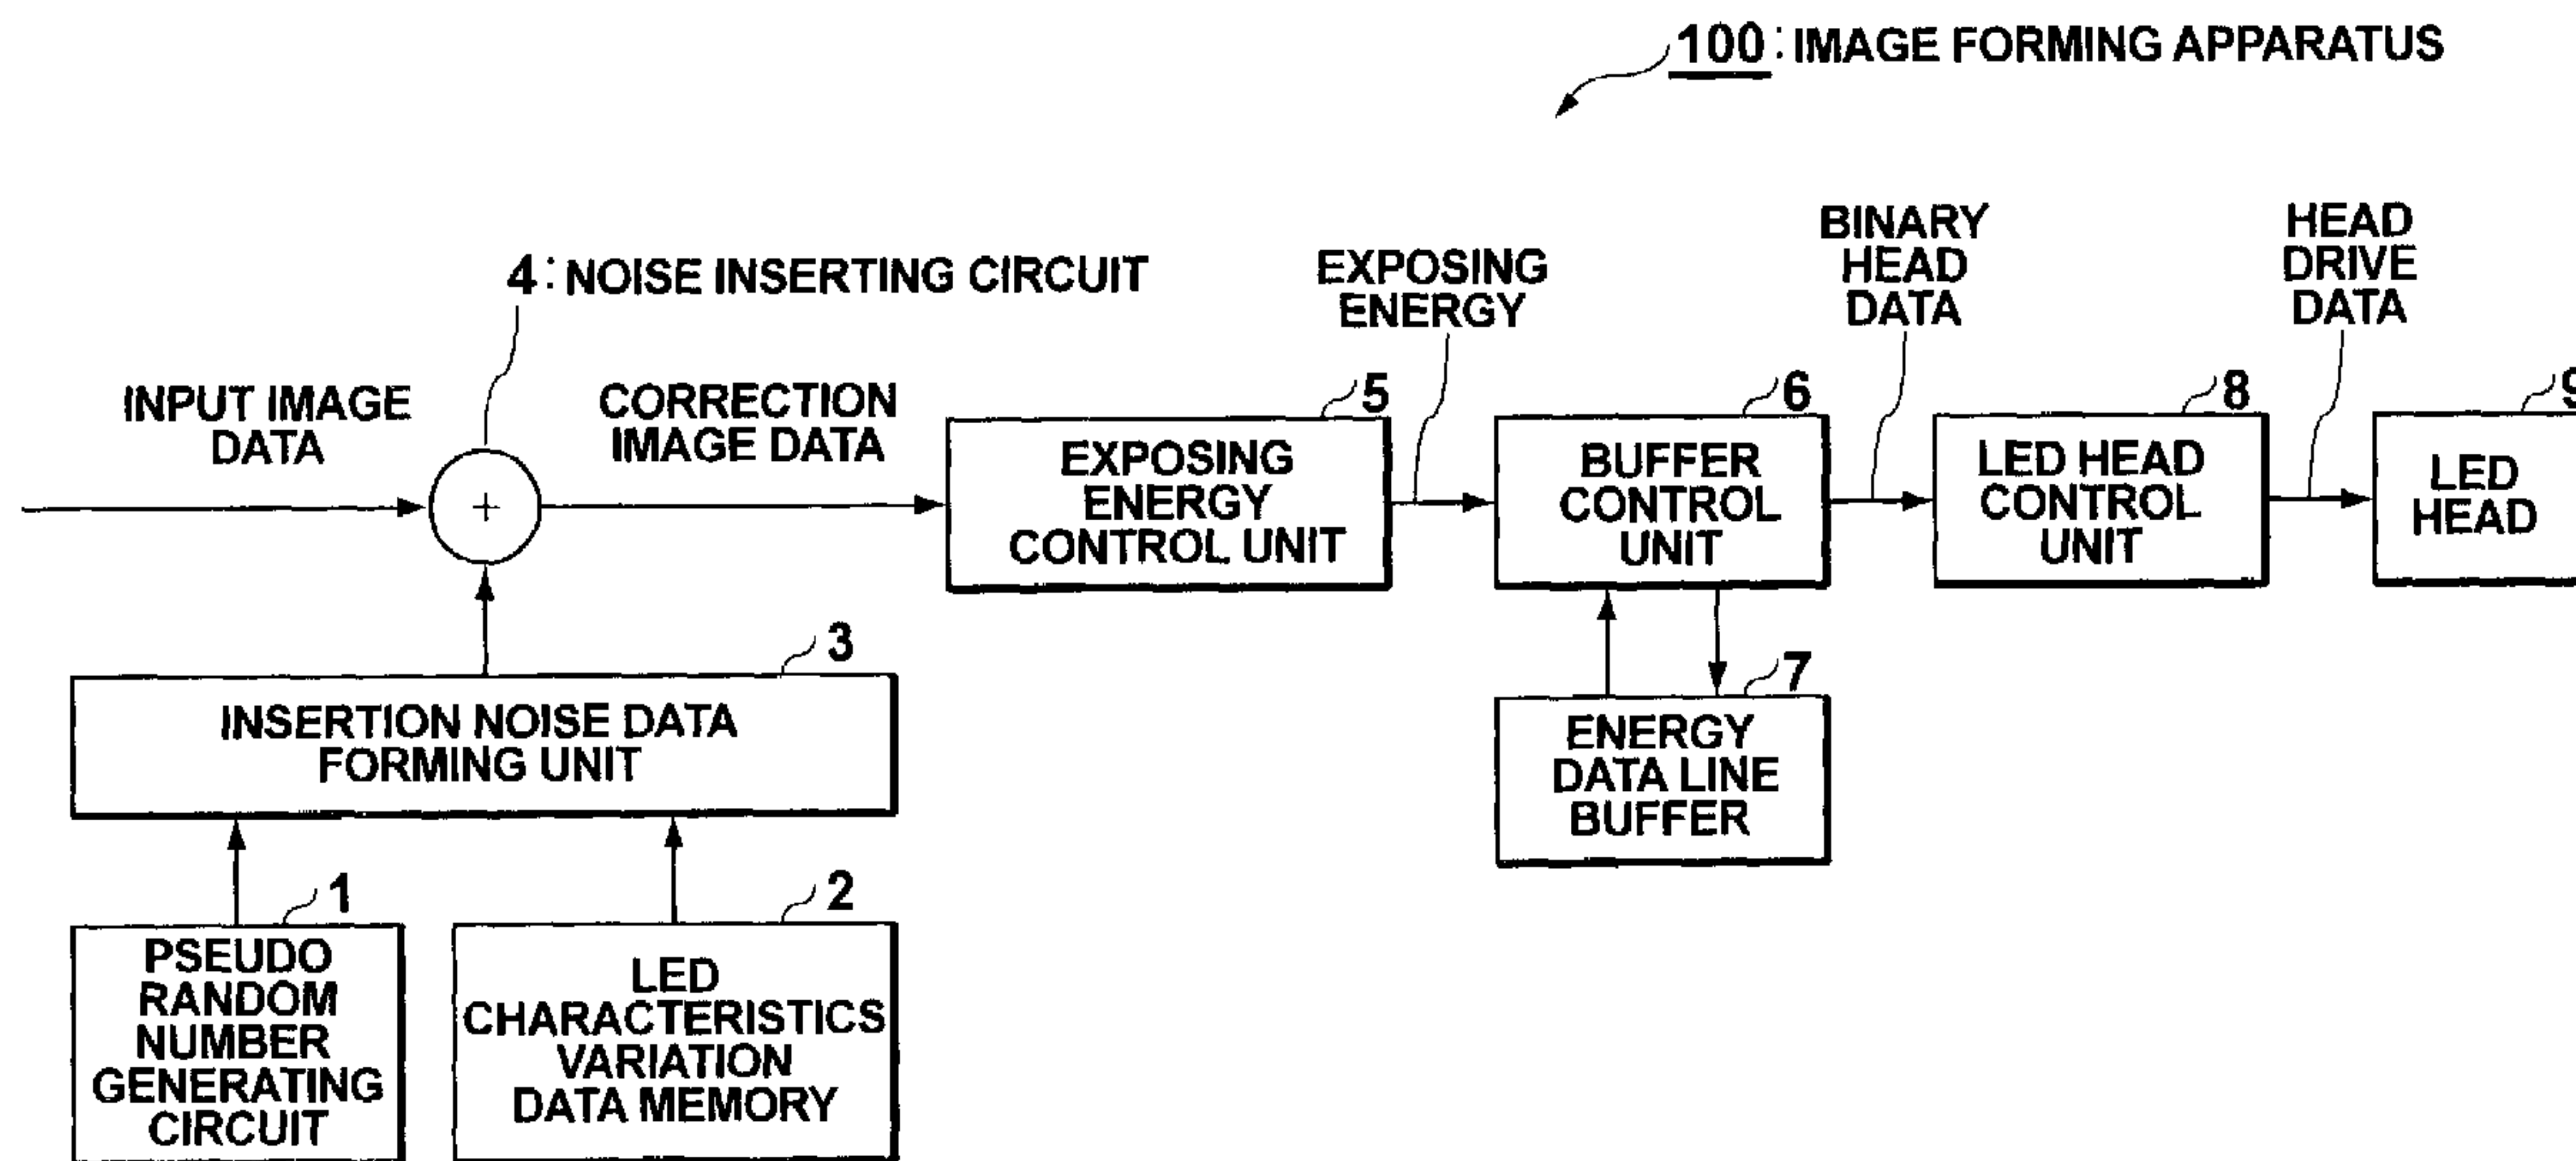 100: IMAGE FORMING APPARATUS
4: NOISE INSERTING CIRCUIT
INPUT IMAGE
DATA
CORRECTION
IMAGE DATA
EXPOSING
ENERGY
BINARY
HEAD
DATA
HEAD
DRIVE
DATA
5
EXPOSING
ENERGY
CONTROL UNIT
6
BUFFER
CONTROL
UNIT
8
LED HEAD
CONTROL
UNIT
9
LED
HEAD
+
3
INSERTION NOISE DATA
FORMING UNIT
7
ENERGY
DATA LINE
BUFFER
1
PSEUDO
RANDOM
NUMBER
GENERATING
CIRCUIT
2
LED
CHARACTERISTICS
VARIATION
DATA MEMORY